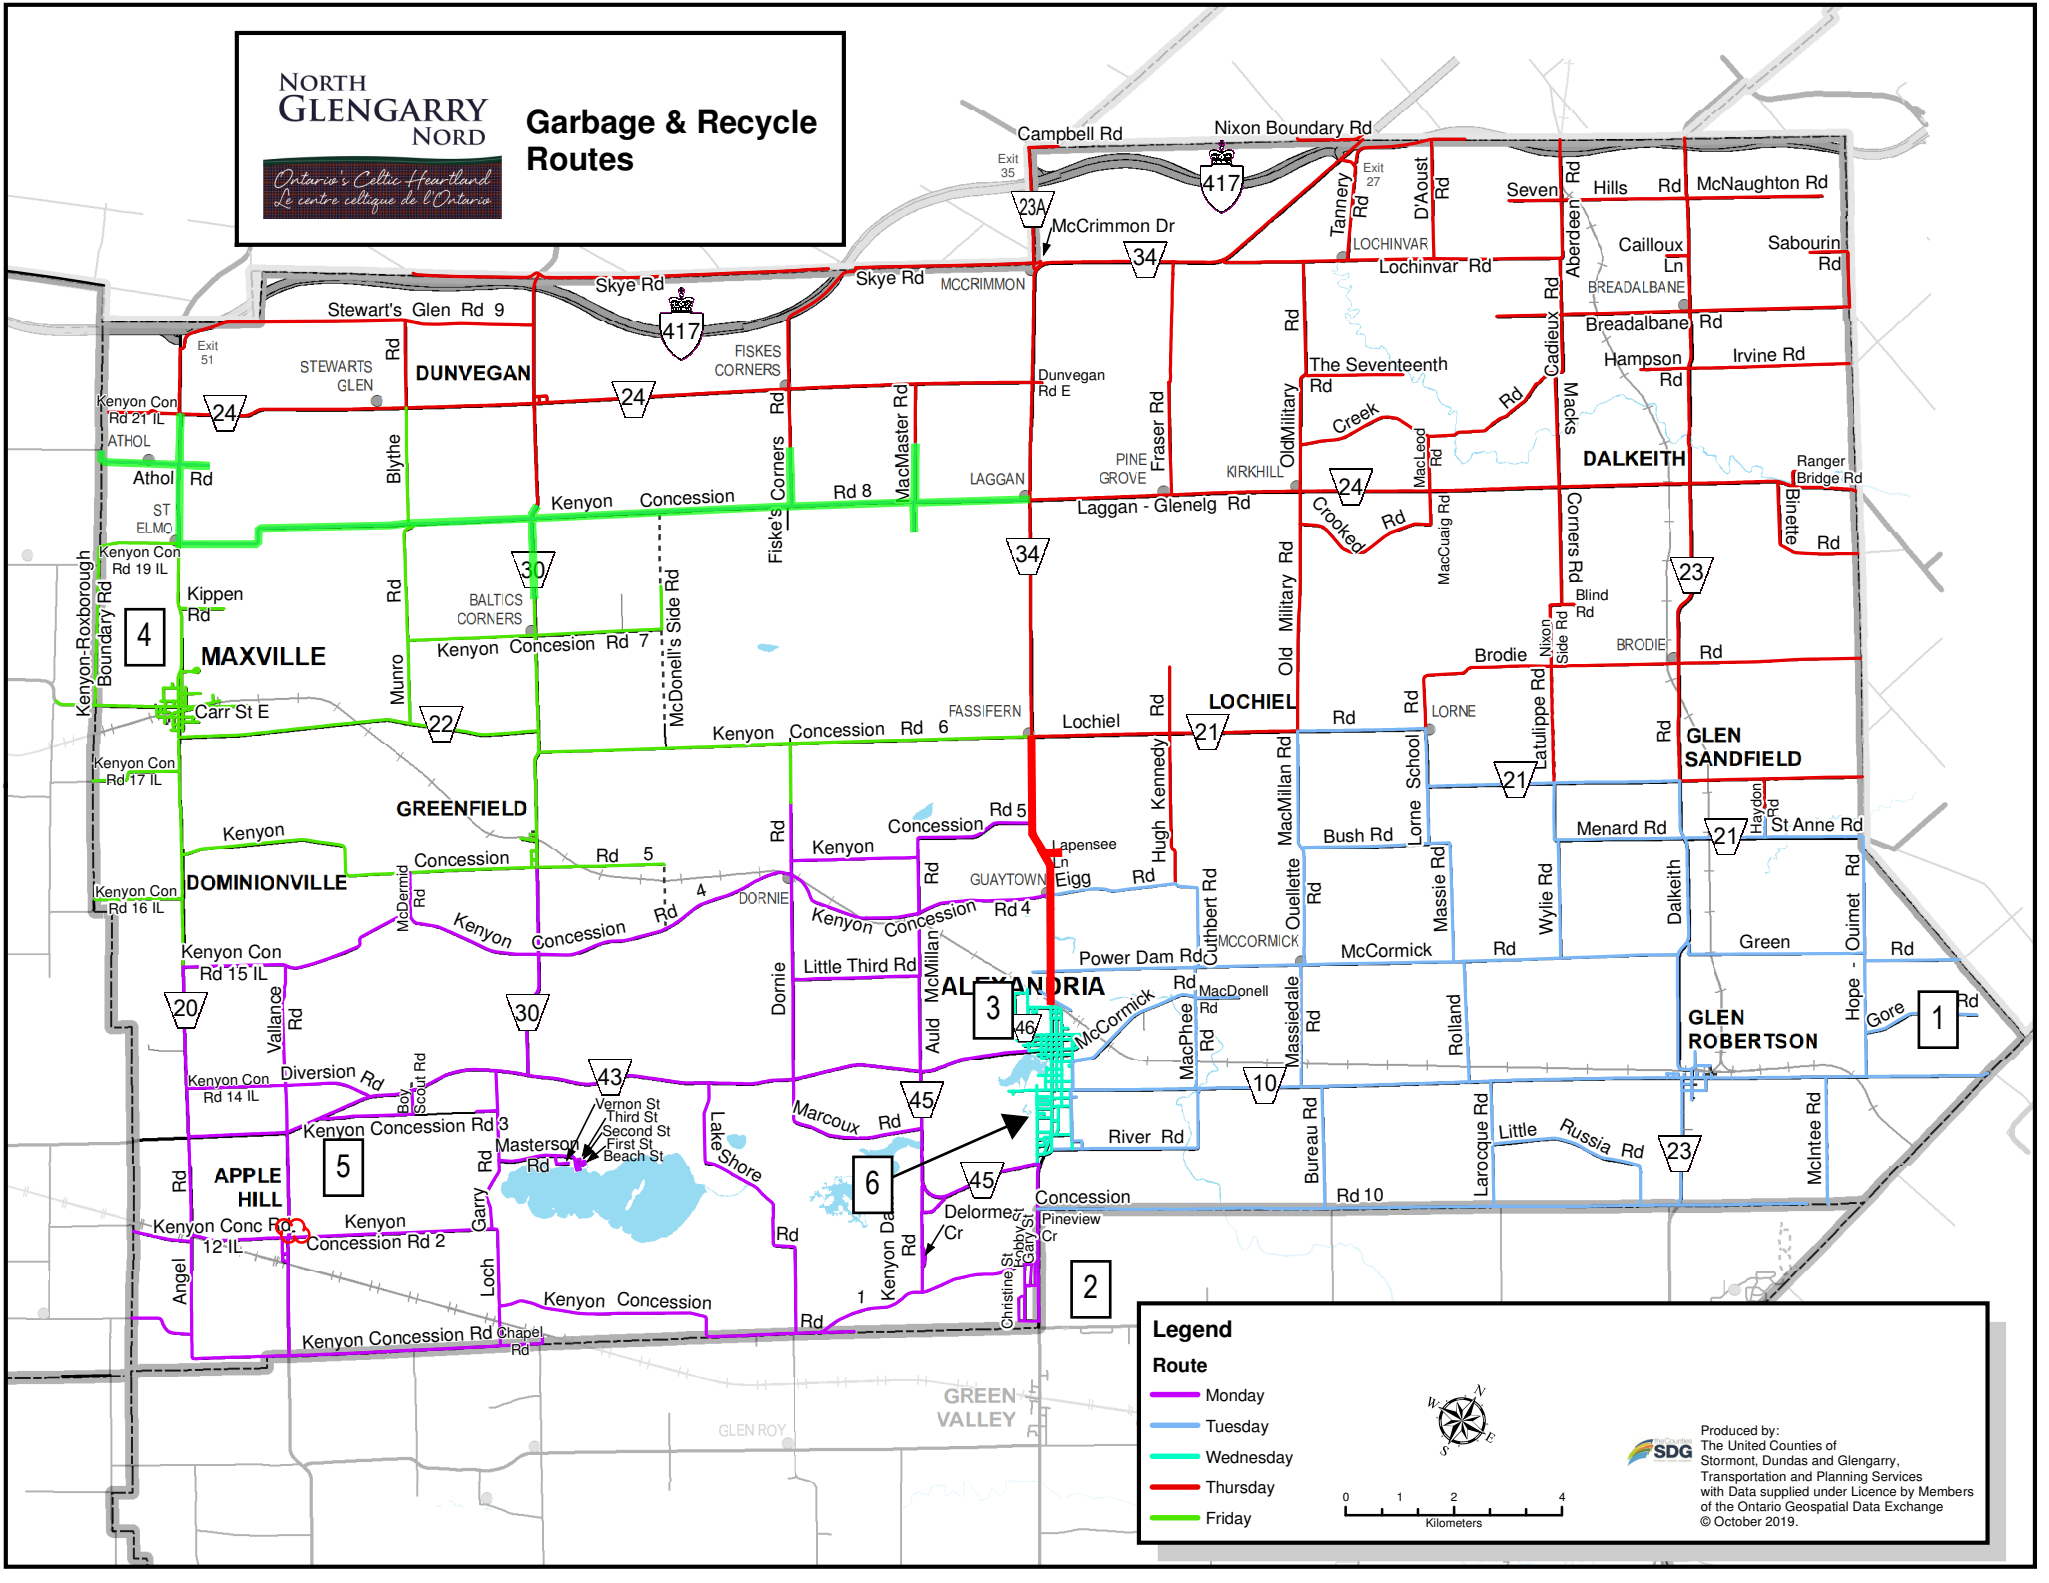 NORTH
GLENGARRY
NORD
Ontario's Celtic Heartland
Le centre celtique de l'Ontario
Garbage & Recycle
Routes
Campbell Rd
Nixon Boundary Rd
Exit
35
417
Exit
27
Tannery
Rd
D'Aoust
Rd
Seven
Hills
Rd
McNaughton Rd
Aberdeen
Rd
23A
McCrimmon Dr
34
LOCHINVAR
Lochinvar Rd
Cailloux
Ln
Sabourin
Rd
BREADALBANE
Breadalbane Rd
Skye Rd
Skye Rd
MCCRIMMON
417
Stewart's Glen Rd 9
Exit
51
STEWARTS
GLEN
Rd
DUNVEGAN
FISKES
CORNERS
Dunvegan
Rd E
The Seventeenth
Rd
Hampson
Rd
Irvine Rd
Cadieux
Rd
Kenyon Con
Rd 21 IL
24
24
ATHOL
Athol
Rd
Blythe
Rd
MacMaster Rd
Fraser Rd
OldMilitary
Rd
Creek
Rd
MacLeod
Rd
Macks
Corners Rd
DALKEITH
Ranger
Bridge Rd
ST
ELMO
Kenyon
Concession
Rd 8
Fiske's Corners
LAGGAN
PINE
GROVE
KIRKHILL
24
Laggan - Glenelg Rd
Crooked
Rd
MacCuaig Rd
Binette
Rd
Kenyon Con
Rd 19 IL
Kippen
Rd
Kenyon-Roxborough
Boundary Rd
4
MAXVILLE
Carr St E
Munro
Rd
30
BALTICS
CORNERS
Kenyon Concesion Rd 7
McDonell's Side Rd
34
Old Military Rd
Blind
Rd
Nixon
Side Rd
23
BRODIE
Brodie
Rd
22
Kenyon Concession Rd 6
FASSIFERN
Lochiel
Rd
21
LOCHIEL
LORNE
Latulippe Rd
GLEN
SANDFIELD
Kenyon Con
Rd 17 IL
GREENFIELD
Rd 5
Concession
Kenyon
Hugh Kennedy
Rd
MacMillan Rd
Lorne School
Rd
21
Haydon
Rd
21
Menard Rd
St Anne Rd
Kenyon
Concession
Rd 5
DOMINIONVILLE
Kenyon Con
Rd 16 IL
McDermid
Rd
Lapensee
Ln
GUAYTOWN
Eigg
Rd
Bush Rd
Massie Rd
Wylie Rd
Dalkeith
Rd
DORNIE
Kenyon
Concession
Rd
4
Kenyon
Concession
Rd 4
Cuthbert Rd
Ouellette
Rd
MCCORMICK
McCormick
Rd
Green
Rd
Hope - Ouimet Rd
Kenyon Con
Rd 15 IL
20
Vallance
Rd
30
Dornie
Rd
Little Third Rd
Auld McMillan
Rd
Power Dam Rd
ALEXANDRIA
3
46
McCormick
Rd
MacDonell
Rd
MacPhee
Rd
Massiedale
Rd
Rolland
GLEN
ROBERTSON
Gore
Rd
1
Kenyon Con
Rd 14 IL
Diversion Rd
Boy
Scout Rd
43
45
10
Vernon St
Third St
Second St
First St
Beach St
Kenyon Concession Rd 3
Masterson
Rd
Marcoux
Rd
Lake
Shore
Rd
River Rd
Bureau Rd
Larocque Rd
Little
Russia
Rd
23
McIntee Rd
APPLE
HILL
5
6
45
Kenyon Conc Rd
12 IL
Kenyon
Concession Rd 2
Garry
Rd
Loch
Angel
Rd
Concession
Rd 10
Pineview
Cr
Delorme
Cr
Gary St
Christine St
2
Kenyon Concession
Rd
1
Kenyon Concession Rd
Chapel
Rd
GREEN
VALLEY
GLEN ROY
Legend
Route
Monday
Tuesday
Wednesday
Thursday
Friday
N
W
E
S
0 1 2 4
Kilometers
SDG
Produced by:
The United Counties of
Stormont, Dundas and Glengarry,
Transportation and Planning Services
with Data supplied under Licence by Members
of the Ontario Geospatial Data Exchange
© October 2019.